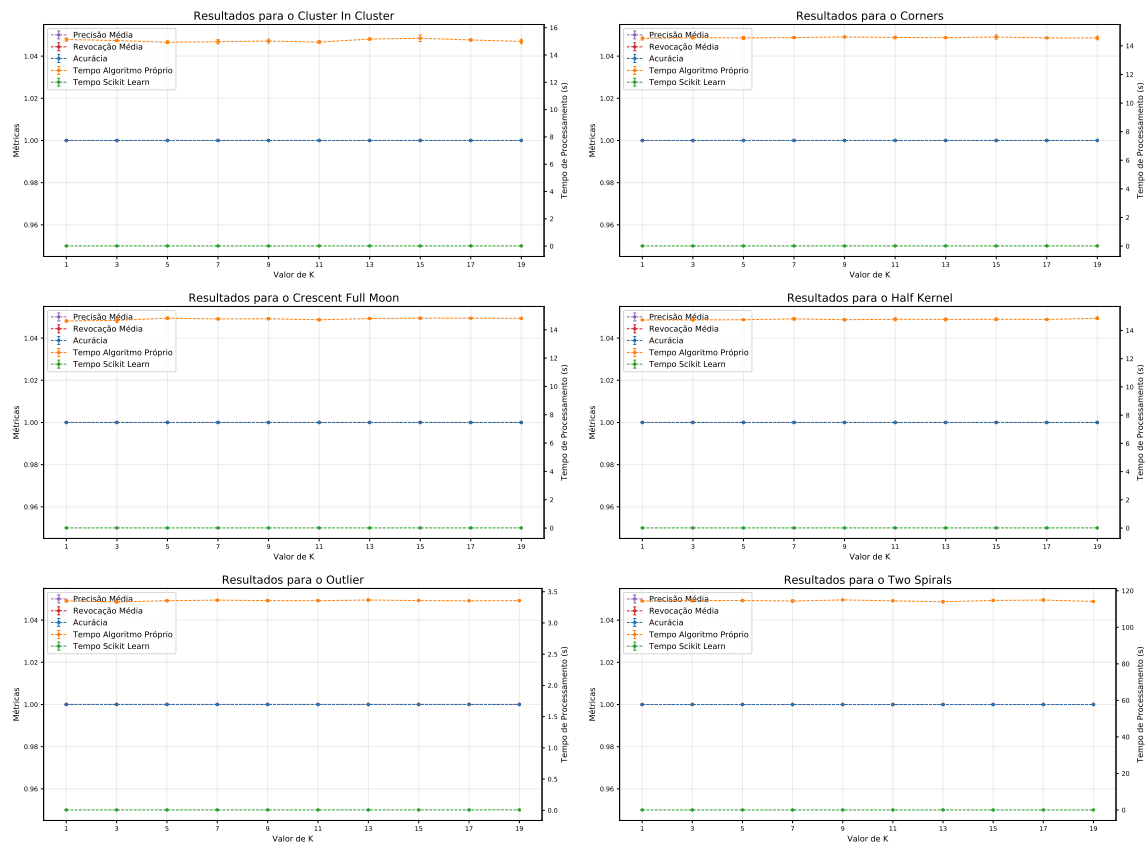 Resultados para o Cluster In Cluster
Precisão Média
Revocação Média
Acurácia
Tempo Algoritmo Próprio
Tempo Scikit Learn
1.04
1.02
1.00
0.98
0.96
Métricas
16
14
12
10
8
6
4
2
0
Tempo de Processamento (s)
1 3 5 7 9 11 13 15 17 19
Valor de K
Resultados para o Corners
Precisão Média
Revocação Média
Acurácia
Tempo Algoritmo Próprio
Tempo Scikit Learn
1.04
1.02
1.00
0.98
0.96
Métricas
14
12
10
8
6
4
2
0
Tempo de Processamento (s)
1 3 5 7 9 11 13 15 17 19
Valor de K
Resultados para o Crescent Full Moon
Precisão Média
Revocação Média
Acurácia
Tempo Algoritmo Próprio
Tempo Scikit Learn
1.04
1.02
1.00
0.98
0.96
Métricas
14
12
10
8
6
4
2
0
Tempo de Processamento (s)
1 3 5 7 9 11 13 15 17 19
Valor de K
Resultados para o Half Kernel
Precisão Média
Revocação Média
Acurácia
Tempo Algoritmo Próprio
Tempo Scikit Learn
1.04
1.02
1.00
0.98
0.96
Métricas
14
12
10
8
6
4
2
0
Tempo de Processamento (s)
1 3 5 7 9 11 13 15 17 19
Valor de K
Resultados para o Outlier
Precisão Média
Revocação Média
Acurácia
Tempo Algoritmo Próprio
Tempo Scikit Learn
1.04
1.02
1.00
0.98
0.96
Métricas
3.5
3.0
2.5
2.0
1.5
1.0
0.5
0.0
Tempo de Processamento (s)
1 3 5 7 9 11 13 15 17 19
Valor de K
Resultados para o Two Spirals
Precisão Média
Revocação Média
Acurácia
Tempo Algoritmo Próprio
Tempo Scikit Learn
1.04
1.02
1.00
0.98
0.96
Métricas
120
100
80
60
40
20
0
Tempo de Processamento (s)
1 3 5 7 9 11 13 15 17 19
Valor de K